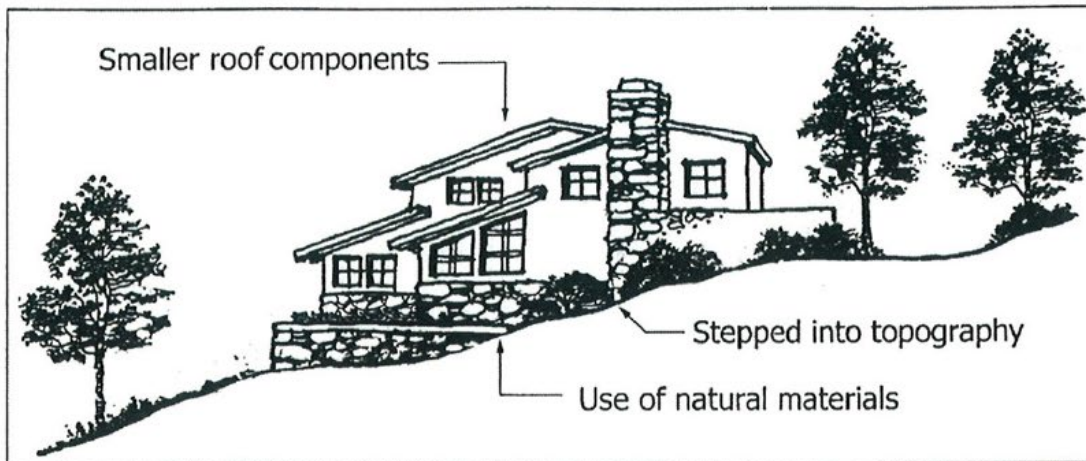 Smaller roof components
Stepped into topography
Use of natural materials